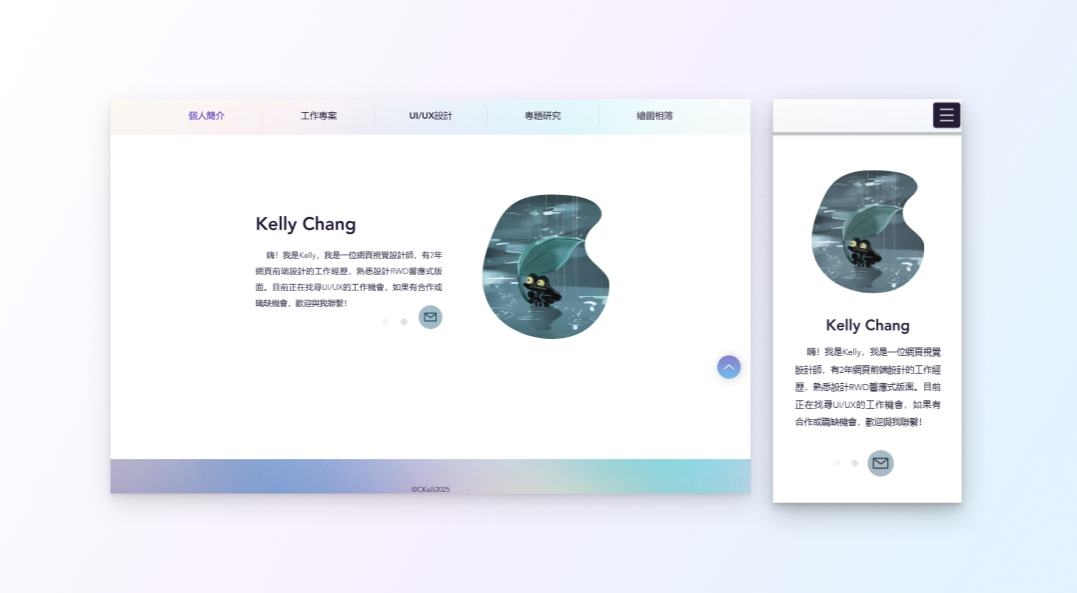 個人簡介
工作專案
UI/UX設計
專題研究
繪圖相簿
Kelly Chang
嗨！我是Kelly，我是一位網頁視覺設計師，有2年
網頁前端設計的工作經歷，熟悉設計RWD響應式版
面。目前正在找尋UI/UX的工作機會，如果有合作或
職缺機會，歡迎與我聯繫！
Kelly Chang
嗨！我是Kelly，我是一位網頁視覺
設計師，有2年網頁前端設計的工作經
歷，熟悉設計RWD響應式版面。目前
正在找尋UI/UX的工作機會，如果有
合作或職缺機會，歡迎與我聯繫！